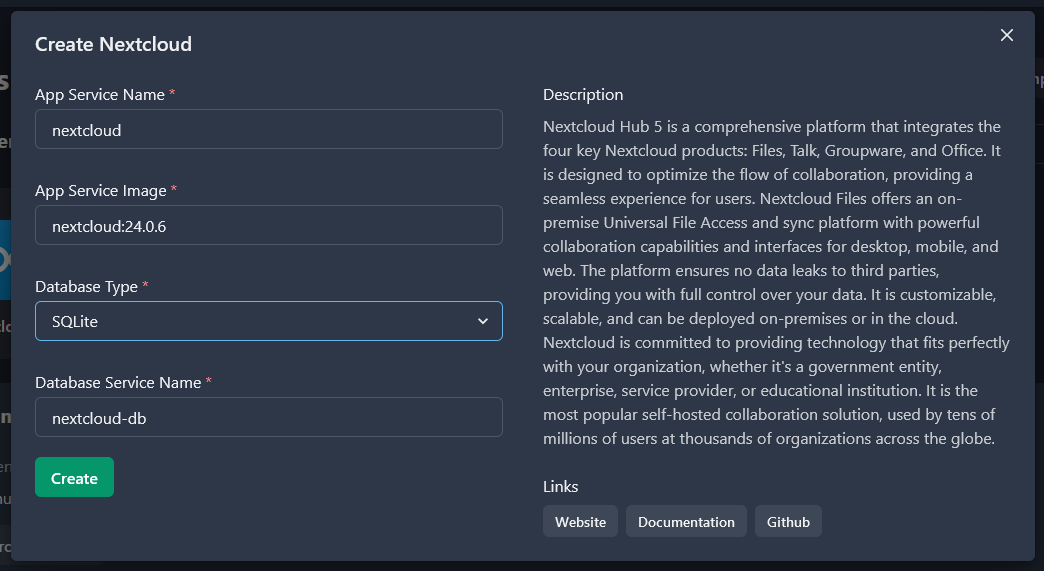 Create Nextcloud
App Service Name *
nextcloud
App Service Image *
nextcloud:24.0.6
Database Type *
SQLite
Database Service Name *
nextcloud-db
Create
Description
Nextcloud Hub 5 is a comprehensive platform that integrates the
four key Nextcloud products: Files, Talk, Groupware, and Office. It
is designed to optimize the flow of collaboration, providing a
seamless experience for users. Nextcloud Files offers an on-
premise Universal File Access and sync platform with powerful
collaboration capabilities and interfaces for desktop, mobile, and
web. The platform ensures no data leaks to third parties,
providing you with full control over your data. It is customizable,
scalable, and can be deployed on-premises or in the cloud.
Nextcloud is committed to providing technology that fits perfectly
with your organization, whether it's a government entity,
enterprise, service provider, or educational institution. It is the
most popular self-hosted collaboration solution, used by tens of
millions of users at thousands of organizations across the globe.
Links
Website
Documentation
Github